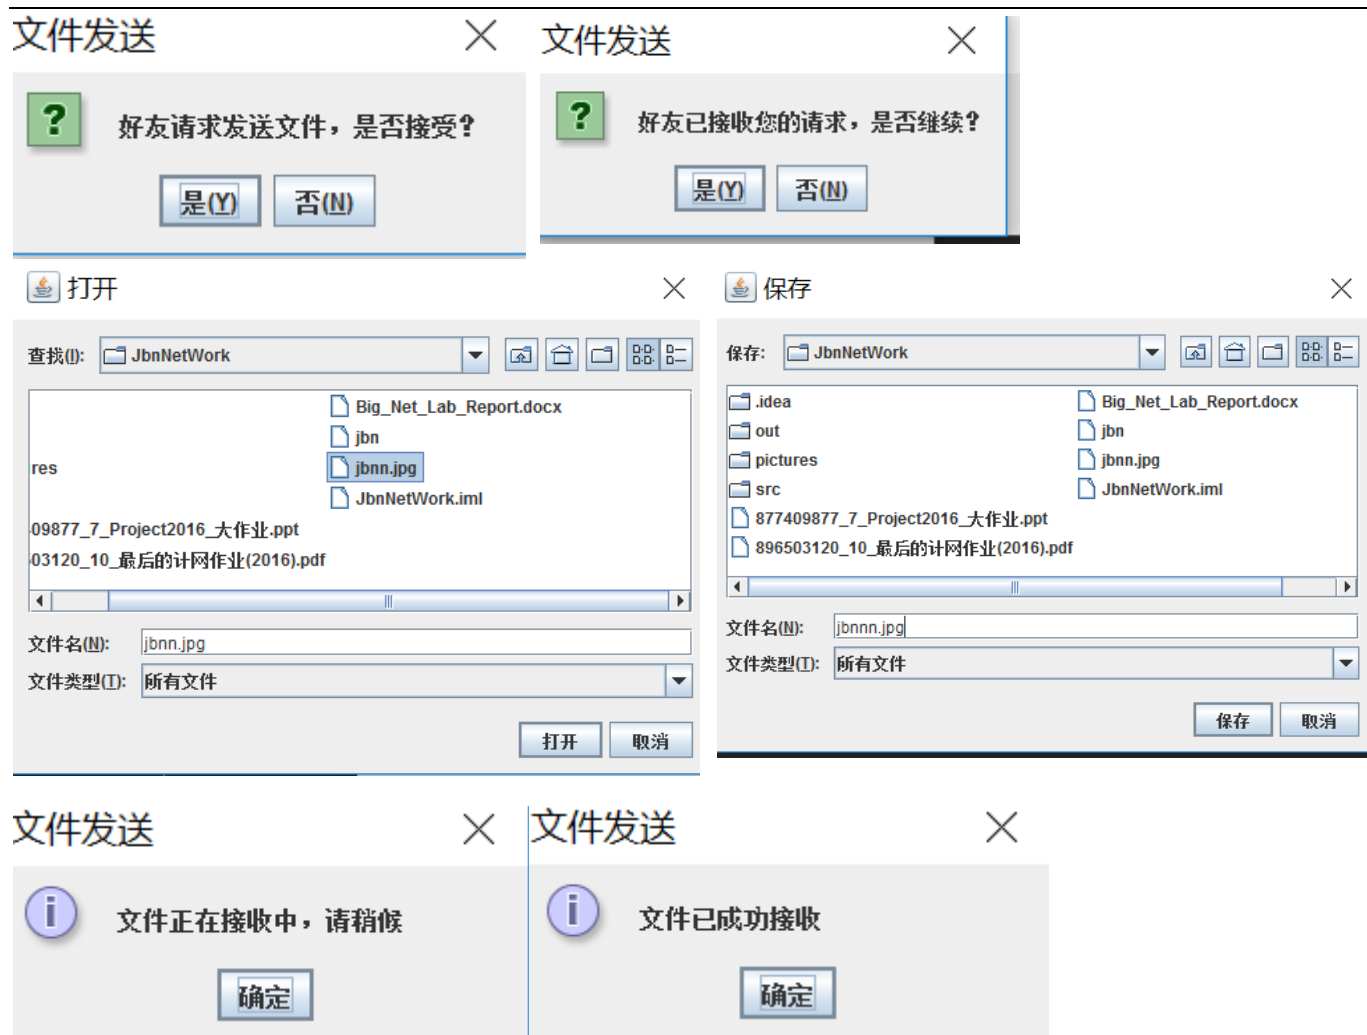 文件发送
好友请求发送文件，是否接受？
是(Y) 否(N)
文件发送
好友已接收您的请求，是否继续？
是(Y) 否(N)
打开
查找(I): JbnNetWork
Big_Net_Lab_Report.docx
jbn
res
jbnn.jpg
JbnNetWork.iml
09877_7_Project2016_大作业.ppt
03120_10_最后的计网作业(2016).pdf
文件名(N): jbnn.jpg
文件类型(T): 所有文件
打开 取消
保存
保存: JbnNetWork
.idea
out
pictures
src
877409877_7_Project2016_大作业.ppt
896503120_10_最后的计网作业(2016).pdf
Big_Net_Lab_Report.docx
jbn
jbnn.jpg
JbnNetWork.iml
文件名(N): jbnnn.jpg
文件类型(T): 所有文件
保存 取消
文件发送
文件正在接收中，请稍候
确定
文件发送
文件已成功接收
确定